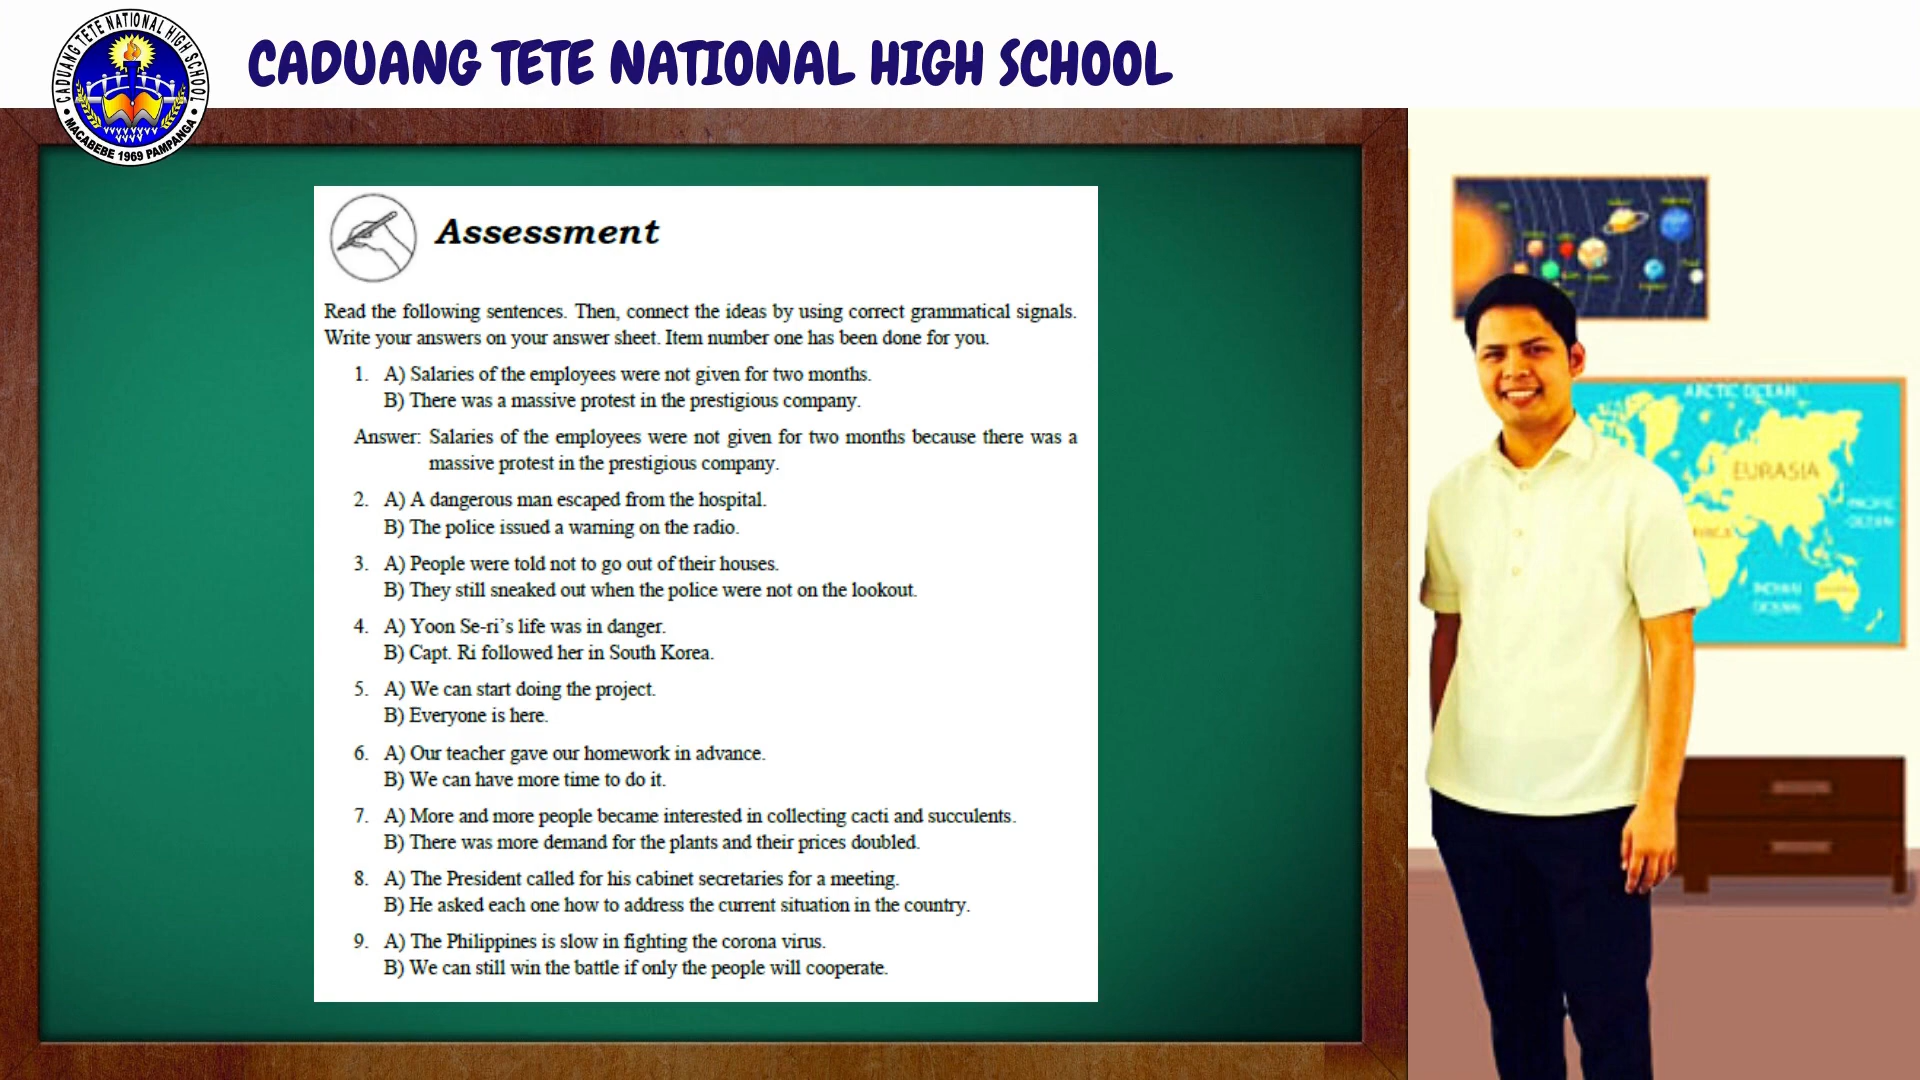 CADUANG TETE NATIONAL HIGH SCHOOL
CADUANG TETE NATIONAL HIGH SCHOOL
MACABEBE 1969 PAMPANGA
Assessment
Read the following sentences. Then, connect the ideas by using correct grammatical signals.
Write your answers on your answer sheet. Item number one has been done for you.
1. A) Salaries of the employees were not given for two months.
B) There was a massive protest in the prestigious company.
Answer: Salaries of the employees were not given for two months because there was a
massive protest in the prestigious company.
2. A) A dangerous man escaped from the hospital.
B) The police issued a warning on the radio.
3. A) People were told not to go out of their houses.
B) They still sneaked out when the police were not on the lookout.
4. A) Yoon Se-ri’s life was in danger.
B) Capt. Ri followed her in South Korea.
5. A) We can start doing the project.
B) Everyone is here.
6. A) Our teacher gave our homework in advance.
B) We can have more time to do it.
7. A) More and more people became interested in collecting cacti and succulents.
B) There was more demand for the plants and their prices doubled.
8. A) The President called for his cabinet secretaries for a meeting.
B) He asked each one how to address the current situation in the country.
9. A) The Philippines is slow in fighting the corona virus.
B) We can still win the battle if only the people will cooperate.
ARCTIC OCEAN
EURASIA
PACIFIC
OCEAN
INDIAN
OCEAN